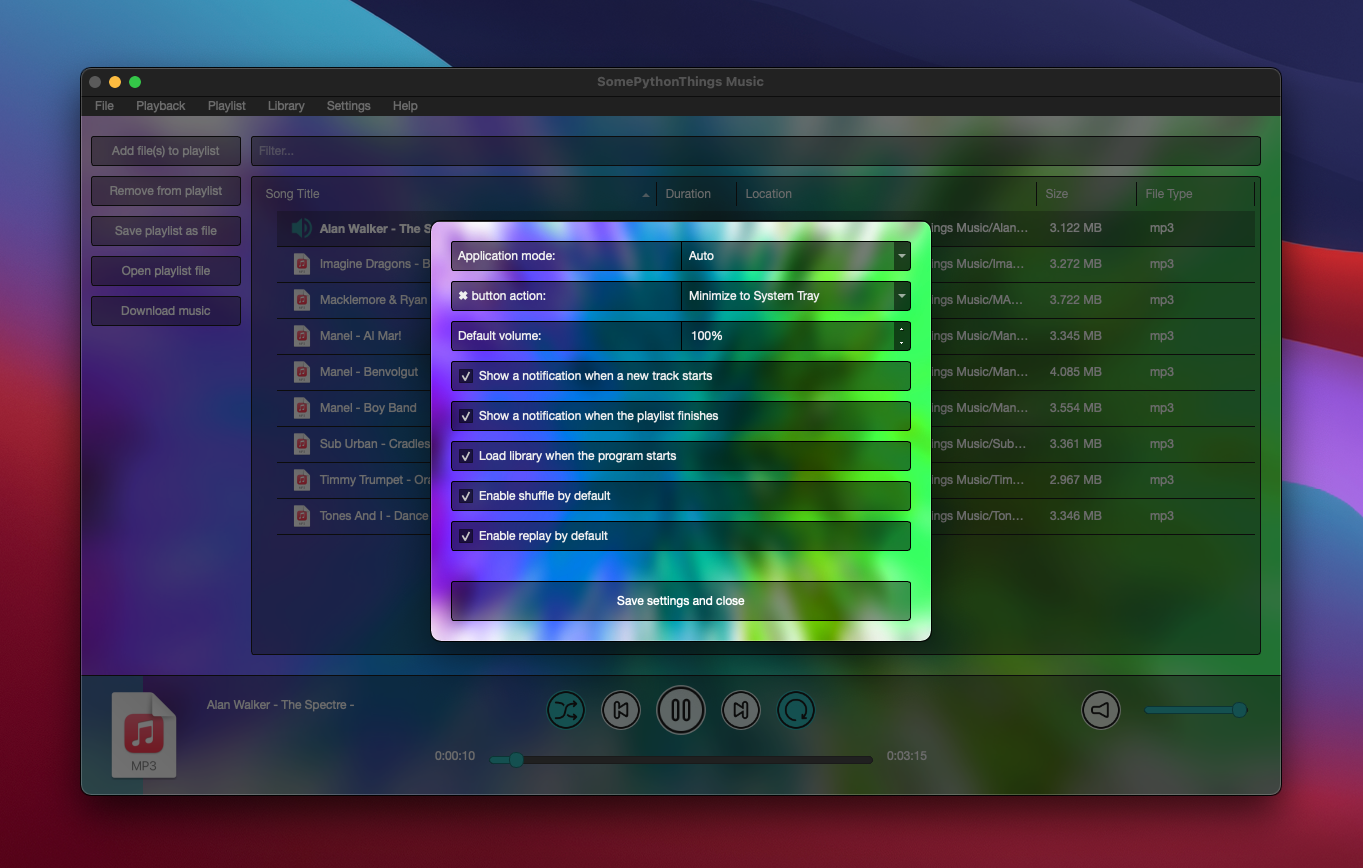 SomePythonThings Music
File Playback Playlist Library Settings Help
Add file(s) to playlist
Filter...
Remove from playlist
Save playlist as file
Open playlist file
Download music
Song Title Duration Location Size File Type
Alan Walker - The S ings Music/Alan... 3.122 MB mp3
Imagine Dragons - B ings Music/Ima... 3.272 MB mp3
Macklemore & Ryan ings Music/MA... 3.722 MB mp3
Manel - Al Mar! ings Music/Man... 3.345 MB mp3
Manel - Benvolgut ings Music/Man... 4.085 MB mp3
Manel - Boy Band ings Music/Man... 3.554 MB mp3
Sub Urban - Cradles ings Music/Sub... 3.361 MB mp3
Timmy Trumpet - Or ings Music/Tim... 2.967 MB mp3
Tones And I - Dance ings Music/Ton... 3.346 MB mp3
Application mode: Auto
✖ button action: Minimize to System Tray
Default volume: 100%
Show a notification when a new track starts
Show a notification when the playlist finishes
Load library when the program starts
Enable shuffle by default
Enable replay by default
Save settings and close
Alan Walker - The Spectre -
MP3
0:00:10 0:03:15